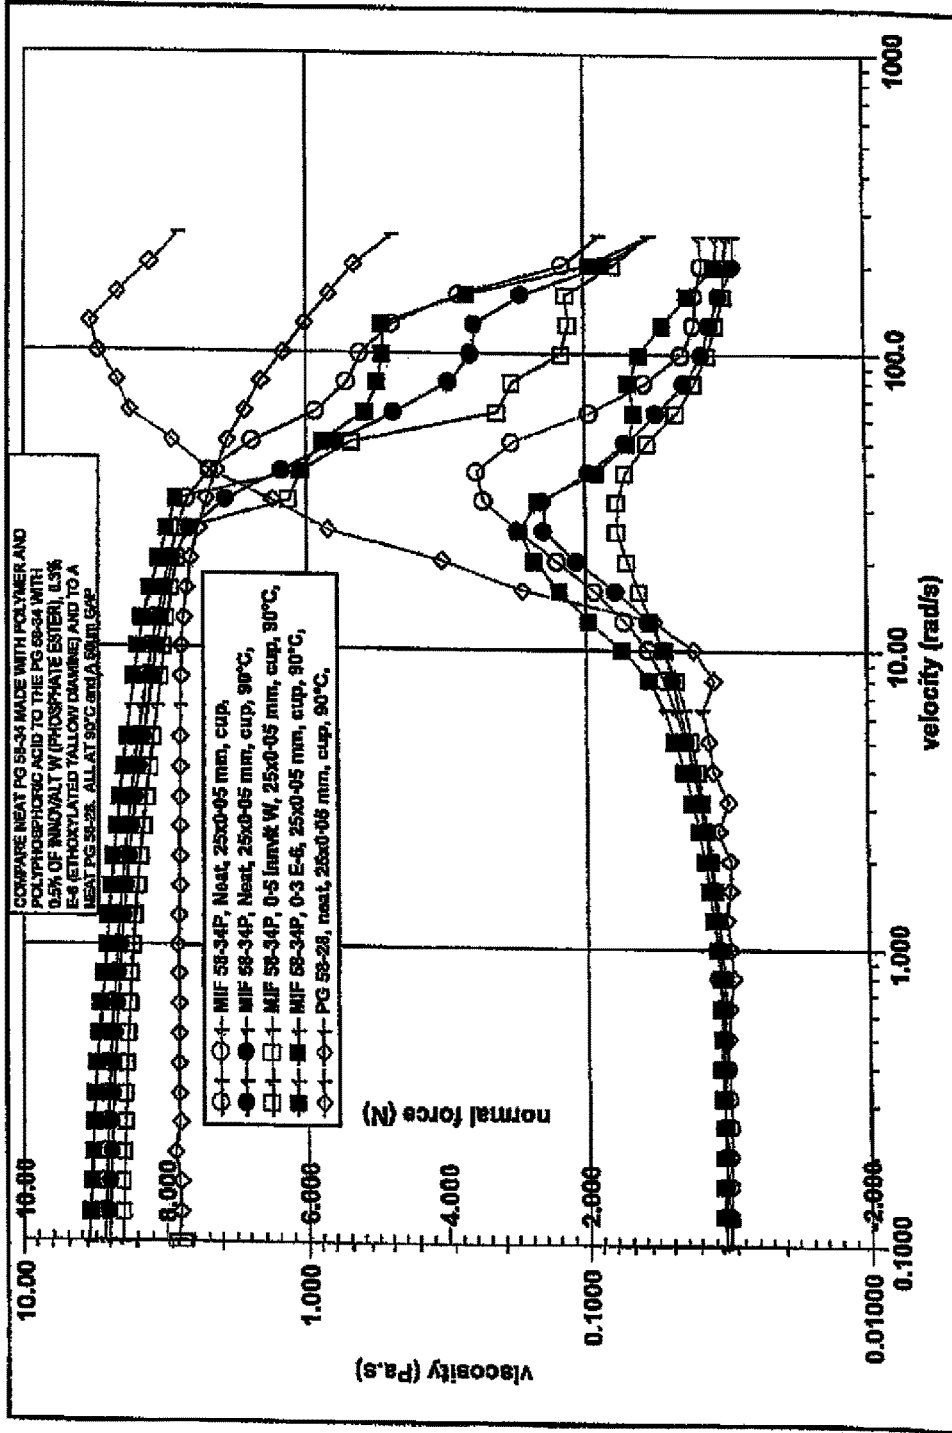 COMPARE NEAT PG 58-34 MADE WITH POLYMER AND
POLYPHOSPHORIC ACID TO THE PG 58-34 WITH
0.5% OF INNOVALT W (PHOSPHATE ESTER), 0.3%
E-6 (ETHOXYLATED TALLOW DIAMINE) AND TO A
NEAT PG 58-28. ALL AT 90°C and A 50um GAP
MIF 58-34P, Neat, 25x0-05 mm, cup,
MIF 58-34P, Neat, 25x0-05 mm, cup, 90°C,
MIF 58-34P, 0-5 Innvlt W, 25x0-05 mm, cup, 90°C,
MIF 58-34P, 0-3 E-6, 25x0-05 mm, cup, 90°C,
PG 58-28, neat, 25x0-05 mm, cup, 90°C,
viscosity (Pa.s)
10.00
1.000
0.1000
0.01000
normal force (N)
10.00
8.000
6.000
4.000
2.000
-2.000
0.1000
1.000
10.00
100.0
1000
velocity (rad/s)